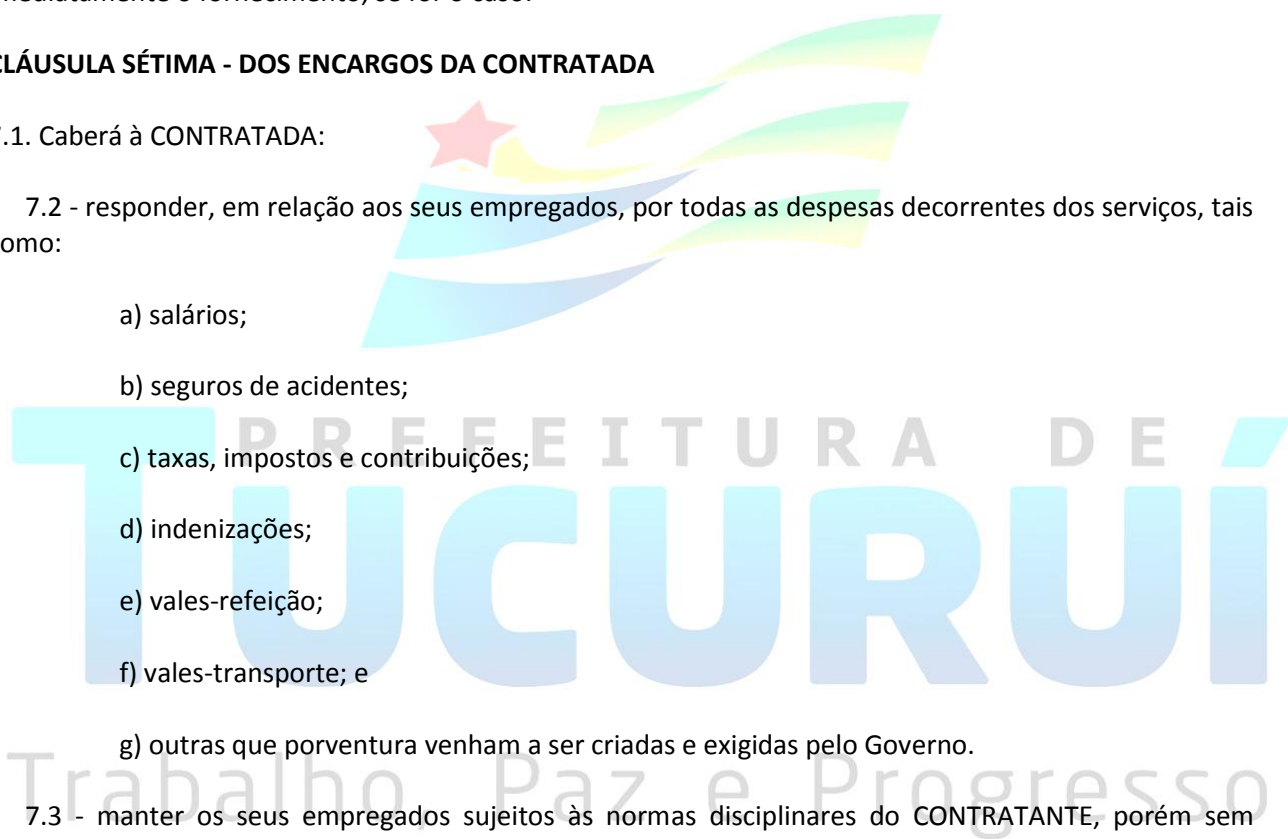 CLÁUSULA SÉTIMA - DOS ENCARGOS DA CONTRATADA
7.1. Caberá à CONTRATADA:
7.2 - responder, em relação aos seus empregados, por todas as despesas decorrentes dos serviços, tais
como:
a) salários;
b) seguros de acidentes;
PREFEITURA DE
c) taxas, impostos e contribuições;
TUCURUÍ
d) indenizações;
e) vales-refeição;
f) vales-transporte; e
g) outras que porventura venham a ser criadas e exigidas pelo Governo.
Trabalho, Paz e Progresso
7.3 - manter os seus empregados sujeitos às normas disciplinares do CONTRATANTE, porém sem